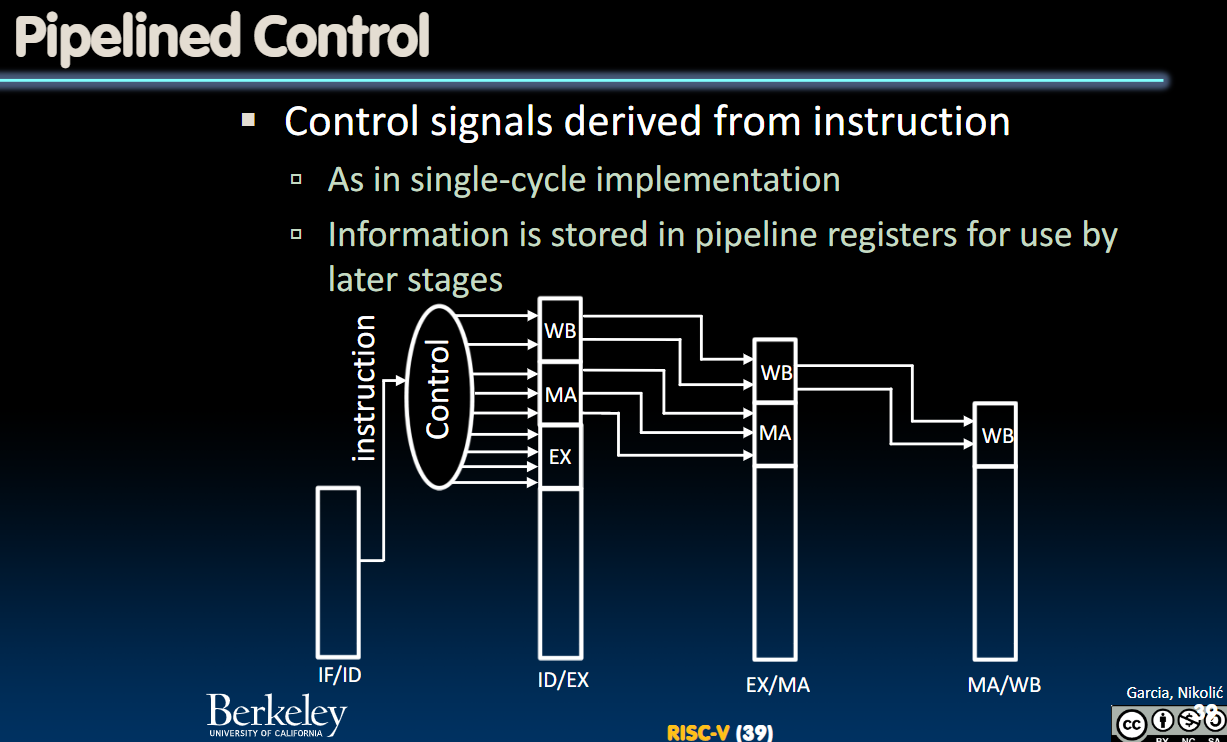 Pipelined Control
Control signals derived from instruction
As in single-cycle implementation
Information is stored in pipeline registers for use by
later stages
instruction
Control
WB
MA
EX
WB
MA
WB
IF/ID
ID/EX
EX/MA
MA/WB
Berkeley
UNIVERSITY OF CALIFORNIA
RISC-V (39)
Garcia, Nikolić
39
cc
BY NC SA